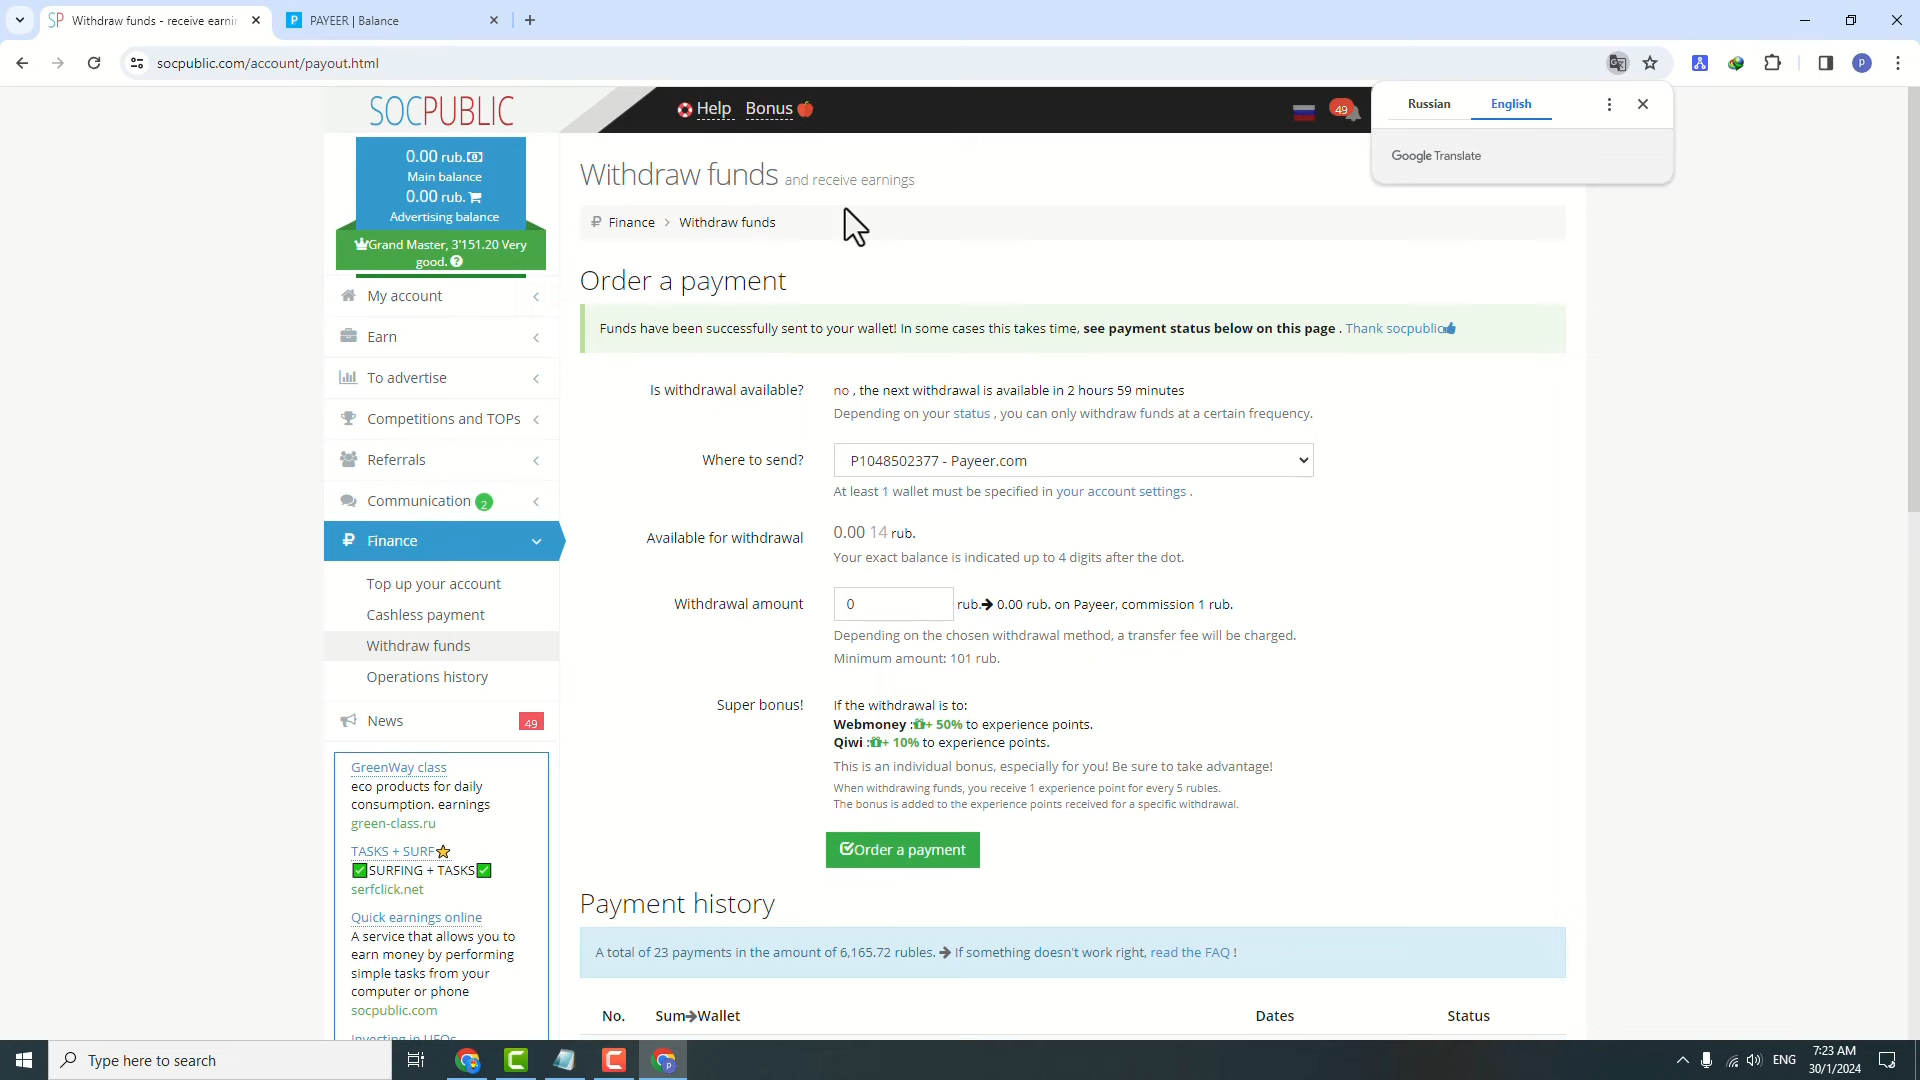 SP Withdraw funds - receive earnin
P PAYEER | Balance
socpublic.com/account/payout.html
P
SOCPUBLIC
Help Bonus
49
Russian English
Google Translate
0.00 rub.
Main balance
0.00 rub.
Advertising balance
Grand Master, 3'151.20 Very
good.
My account
Earn
To advertise
Competitions and TOPs
Referrals
Communication 2
Finance
Top up your account
Cashless payment
Withdraw funds
Operations history
News 49
GreenWay class
eco products for daily
consumption. earnings
green-class.ru
TASKS + SURF
SURFING + TASKS
serfclick.net
Quick earnings online
A service that allows you to
earn money by performing
simple tasks from your
computer or phone
socpublic.com
Investing in UFOs
Withdraw funds and receive earnings
₽ Finance > Withdraw funds
Order a payment
Funds have been successfully sent to your wallet! In some cases this takes time, see payment status below on this page . Thank socpublic
Is withdrawal available? no , the next withdrawal is available in 2 hours 59 minutes
Depending on your status , you can only withdraw funds at a certain frequency.
Where to send? P1048502377 - Payeer.com
At least 1 wallet must be specified in your account settings .
Available for withdrawal 0.00 14 rub.
Your exact balance is indicated up to 4 digits after the dot.
Withdrawal amount 0 rub. 0.00 rub. on Payeer, commission 1 rub.
Depending on the chosen withdrawal method, a transfer fee will be charged.
Minimum amount: 101 rub.
Super bonus! If the withdrawal is to:
Webmoney : + 50% to experience points.
Qiwi : + 10% to experience points.
This is an individual bonus, especially for you! Be sure to take advantage!
When withdrawing funds, you receive 1 experience point for every 5 rubles.
The bonus is added to the experience points received for a specific withdrawal.
Order a payment
Payment history
A total of 23 payments in the amount of 6,165.72 rubles. If something doesn't work right, read the FAQ !
No. Sum Wallet Dates Status
Type here to search
ENG
7:23 AM
30/1/2024